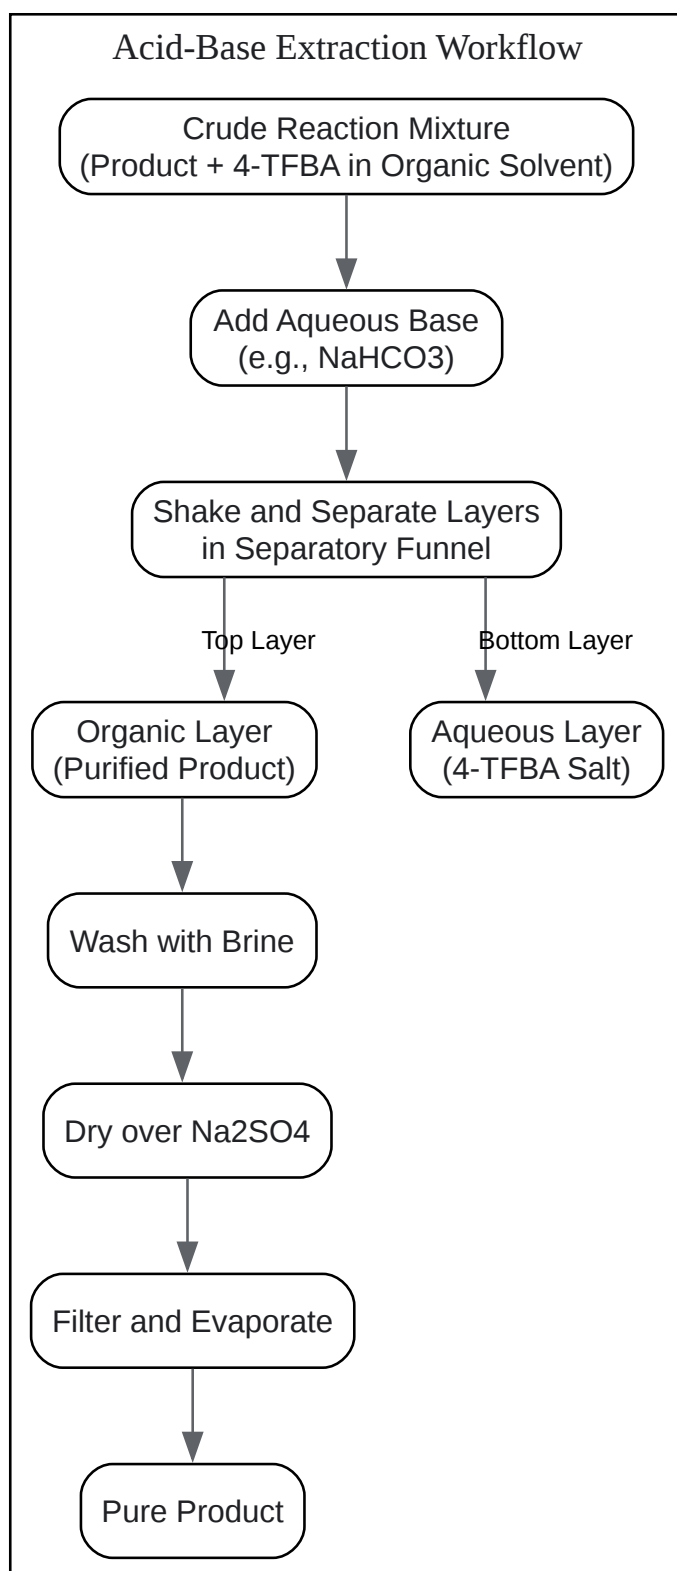 Acid-Base Extraction Workflow
Crude Reaction Mixture
(Product + 4-TFBA in Organic Solvent)
Add Aqueous Base
(e.g., NaHCO3)
Shake and Separate Layers
in Separatory Funnel
Top Layer
Bottom Layer
Organic Layer
(Purified Product)
Aqueous Layer
(4-TFBA Salt)
Wash with Brine
Dry over Na2SO4
Filter and Evaporate
Pure Product